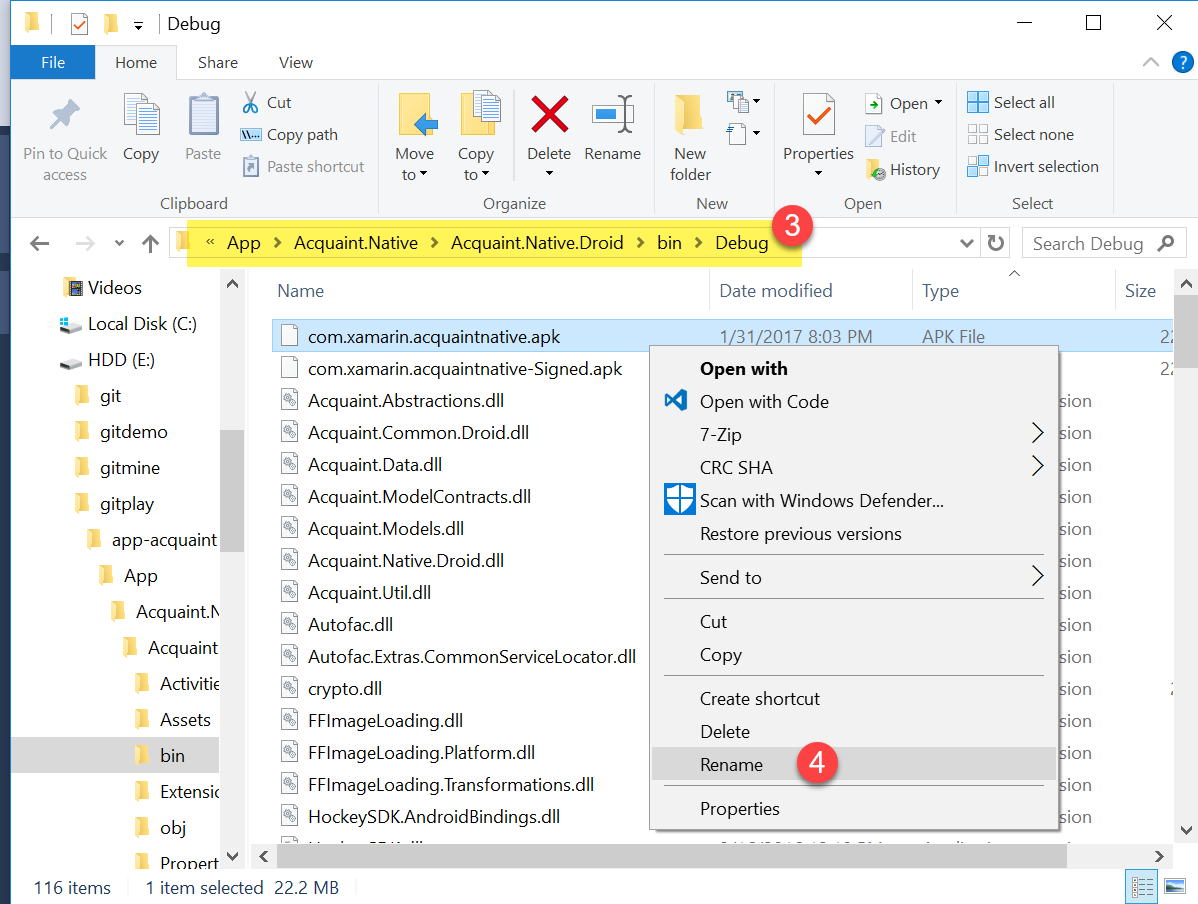 Debug
File Home Share View
Pin to Quick access
Copy
Paste
Cut
Copy path
Paste shortcut
Clipboard
Move to
Copy to
Delete
Rename
Organize
New folder
New
Properties
Open
Edit
History
Open
Select all
Select none
Invert selection
Select
« App > Acquaint.Native > Acquaint.Native.Droid > bin > Debug
3
Search Debug
Videos
Local Disk (C:)
HDD (E:)
git
gitdemo
gitmine
gitplay
app-acquaint
App
Acquaint.N
Acquaint
Activitie
Assets
bin
Extensic
obj
Propert
Name Date modified Type Size
com.xamarin.acquaintnative.apk 1/31/2017 8:03 PM APK File 22
com.xamarin.acquaintnative-Signed.apk 22
Acquaint.Abstractions.dll sion
Acquaint.Common.Droid.dll sion
Acquaint.Data.dll sion
Acquaint.ModelContracts.dll sion
Acquaint.Models.dll sion
Acquaint.Native.Droid.dll sion
Acquaint.Util.dll sion
Autofac.dll sion
Autofac.Extras.CommonServiceLocator.dll sion
crypto.dll sion
FFImageLoading.dll sion
FFImageLoading.Platform.dll sion
FFImageLoading.Transformations.dll sion
HockeySDK.AndroidBindings.dll sion
Open with
Open with Code
7-Zip
CRC SHA
Scan with Windows Defender...
Restore previous versions
Send to
Cut
Copy
Create shortcut
Delete
Rename
4
Properties
116 items 1 item selected 22.2 MB